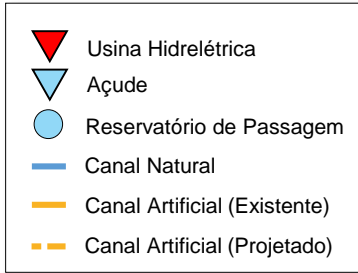 Usina Hidrelétrica
Açude
Reservatório de Passagem
Canal Natural
Canal Artificial (Existente)
Canal Artificial (Projetado)